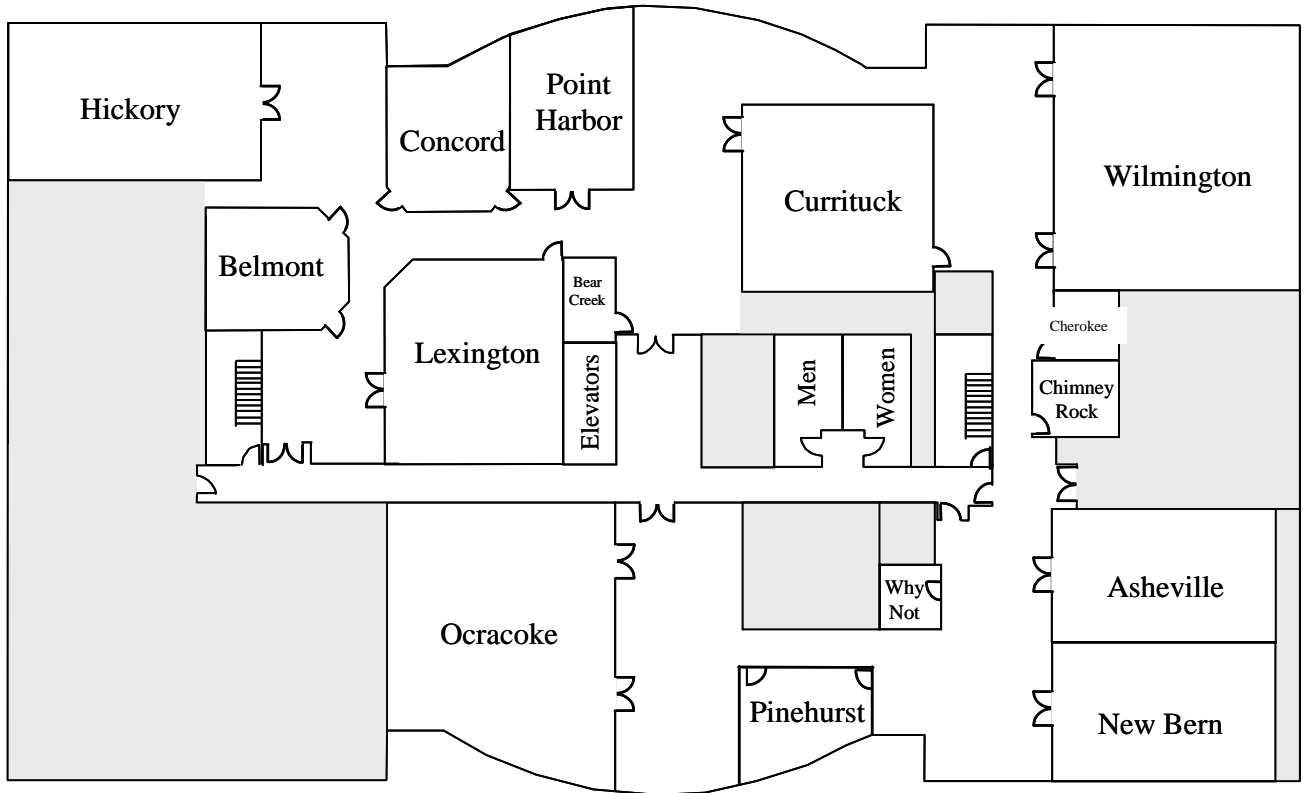 Hickory
Concord
Point
Harbor
Wilmington
Currituck
Belmont
Bear
Creek
Lexington
Elevators
Men
Women
Cherokee
Chimney
Rock
Ocracoke
Why
Not
Asheville
Pinehurst
New Bern